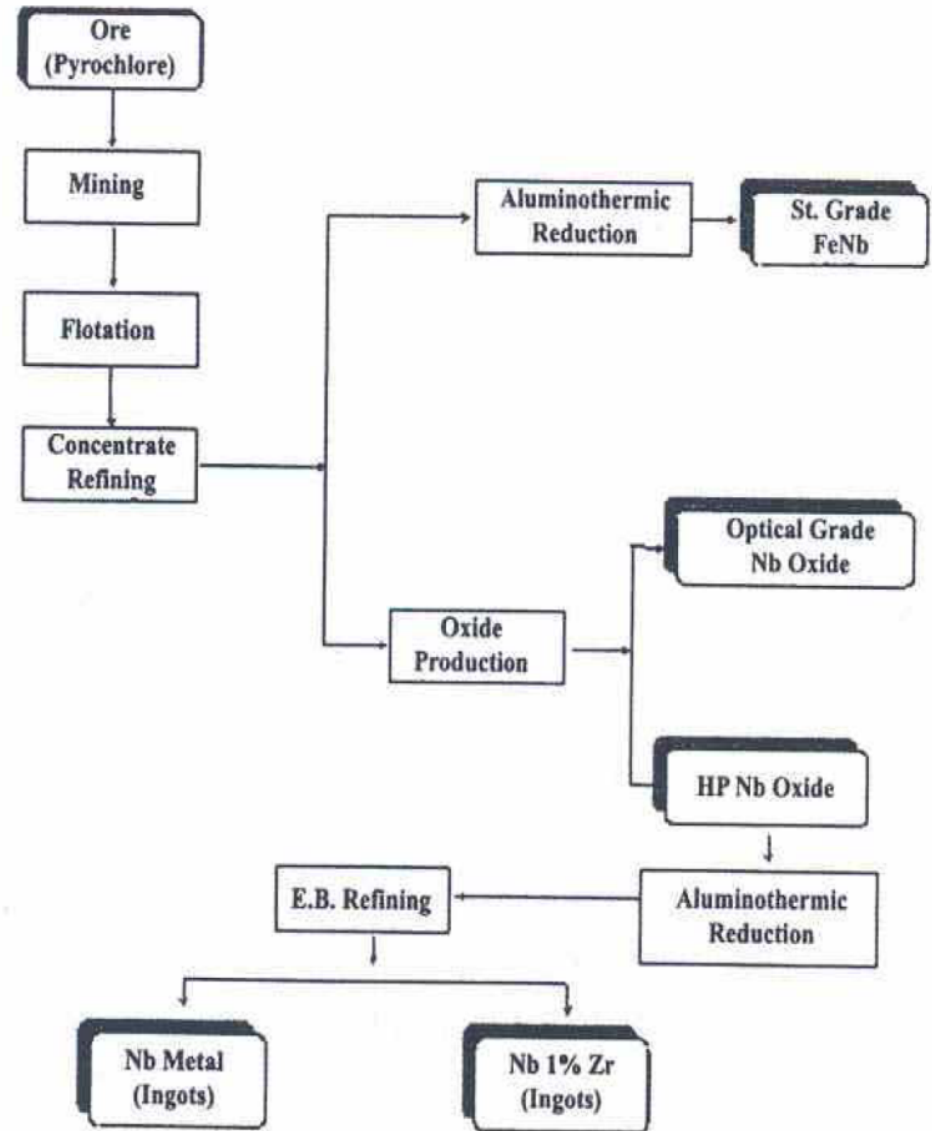 Ore
(Pyrochlore)
Mining
Flotation
Concentrate
Refining
Aluminothermic
Reduction
St. Grade
FeNb
Optical Grade
Nb Oxide
Oxide
Production
HP Nb Oxide
Aluminothermic
Reduction
E.B. Refining
Nb Metal
(Ingots)
Nb 1% Zr
(Ingots)